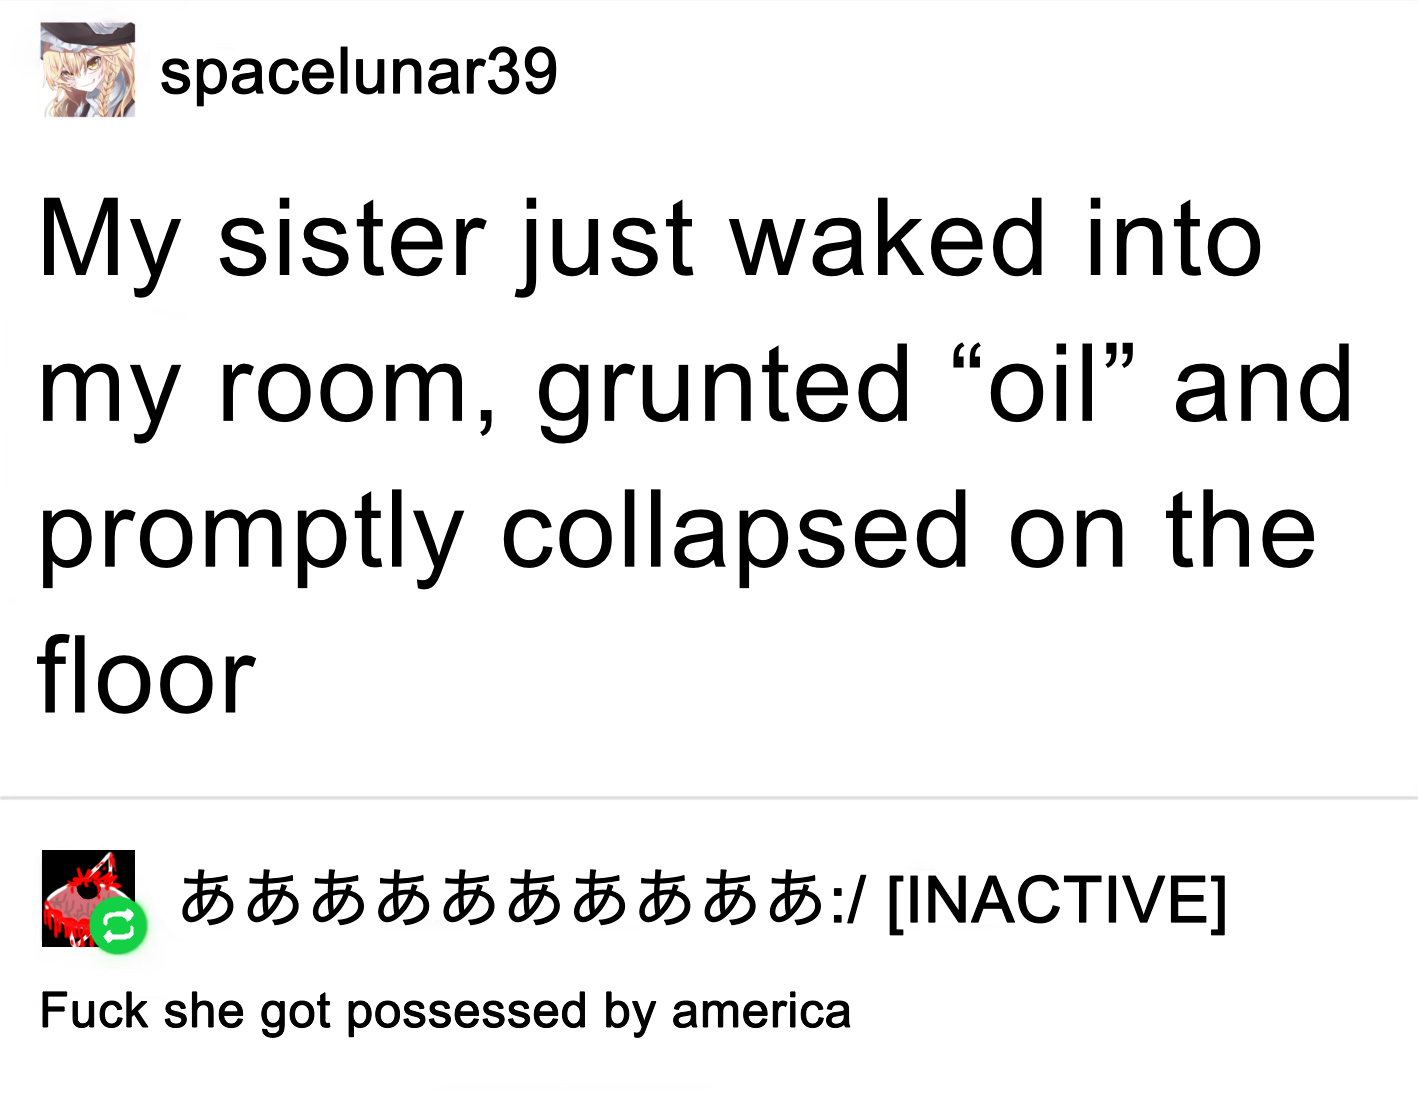 spacelunar39
My sister just waked into
my room, grunted “oil” and
promptly collapsed on the
floor
ああああああああああ:/ [INACTIVE]
Fuck she got possessed by america